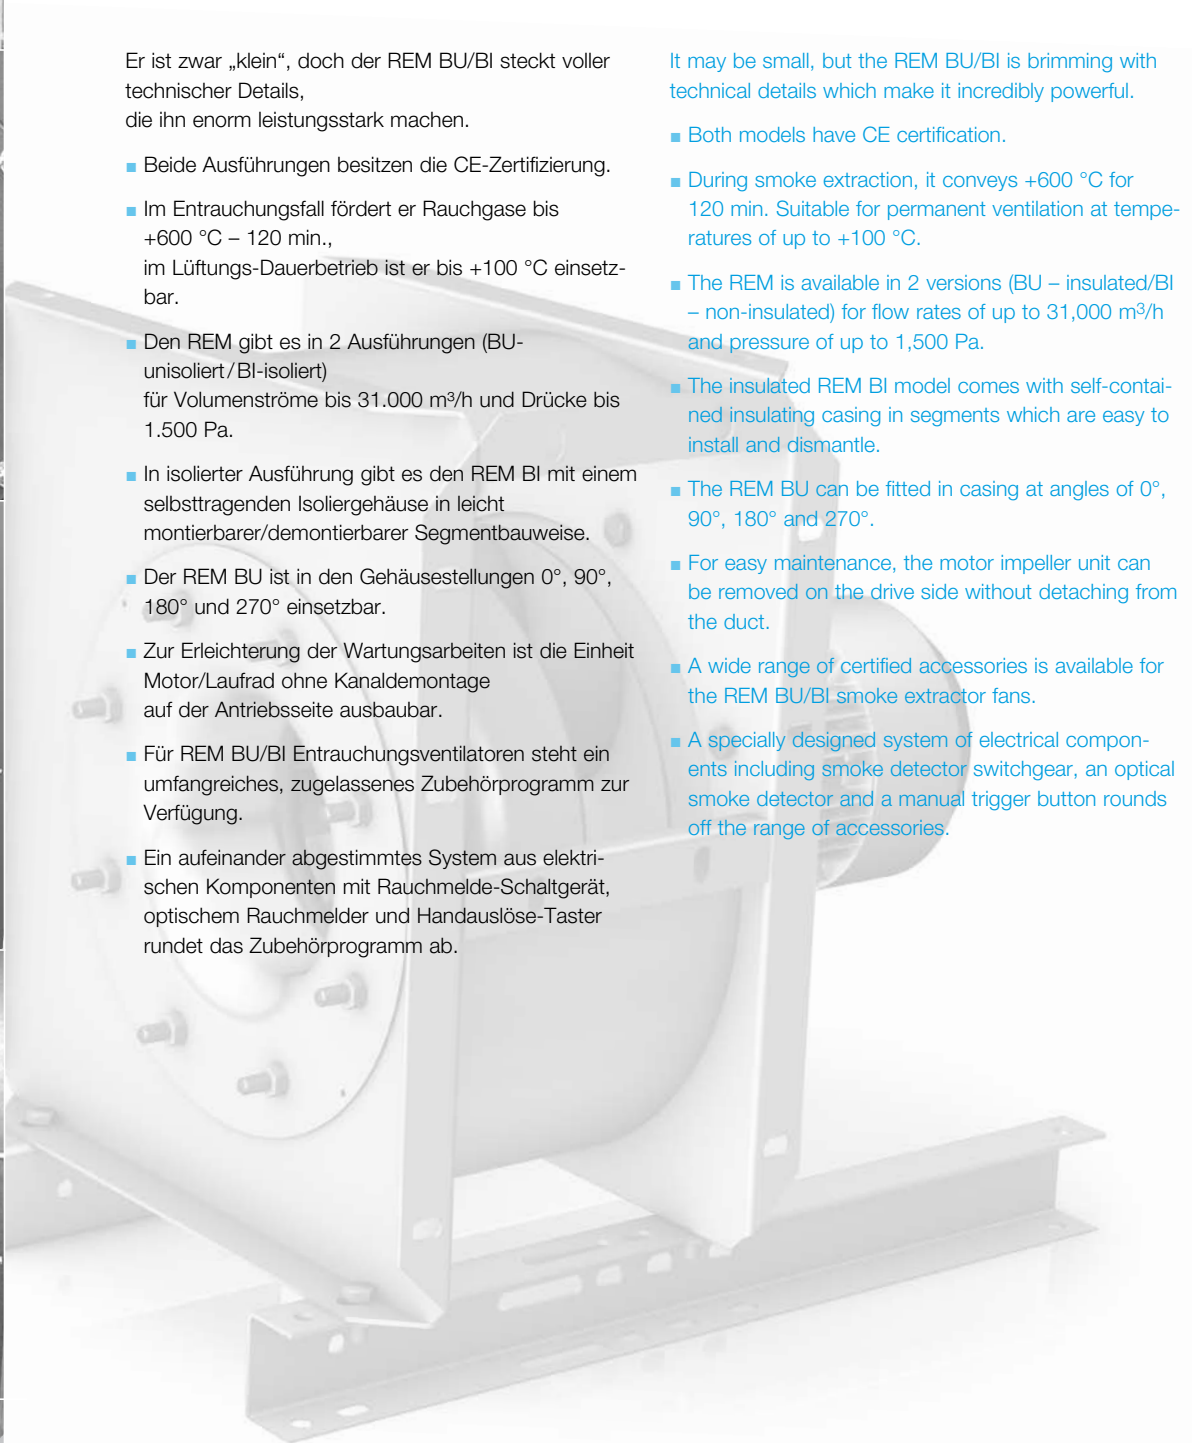 Er ist zwar „klein“, doch der REM BU/BI steckt voller
technischer Details,
die ihn enorm leistungsstark machen.
■ Beide Ausführungen besitzen die CE-Zertifizierung.
■ Im Entrauchungsfall fördert er Rauchgase bis
+600 °C – 120 min.,
im Lüftungs-Dauerbetrieb ist er bis +100 °C einsetz-
bar.
■ Den REM gibt es in 2 Ausführungen (BU-
unisoliert/BI-isoliert)
für Volumenströme bis 31.000 m³/h und Drücke bis
1.500 Pa.
■ In isolierter Ausführung gibt es den REM BI mit einem
selbsttragenden Isoliergehäuse in leicht
montierbarer/demontierbarer Segmentbauweise.
■ Der REM BU ist in den Gehäusestellungen 0°, 90°,
180° und 270° einsetzbar.
■ Zur Erleichterung der Wartungsarbeiten ist die Einheit
Motor/Laufrad ohne Kanaldemontage
auf der Antriebsseite ausbaubar.
■ Für REM BU/BI Entrauchungsventilatoren steht ein
umfangreiches, zugelassenes Zubehörprogramm zur
Verfügung.
■ Ein aufeinander abgestimmtes System aus elektri-
schen Komponenten mit Rauchmelde-Schaltgerät,
optischem Rauchmelder und Handauslöse-Taster
rundet das Zubehörprogramm ab.
It may be small, but the REM BU/BI is brimming with
technical details which make it incredibly powerful.
■ Both models have CE certification.
■ During smoke extraction, it conveys +600 °C for
120 min. Suitable for permanent ventilation at tempe-
ratures of up to +100 °C.
■ The REM is available in 2 versions (BU – insulated/BI
– non-insulated) for flow rates of up to 31,000 m³/h
and pressure of up to 1,500 Pa.
■ The insulated REM BI model comes with self-contai-
ned insulating casing in segments which are easy to
install and dismantle.
■ The REM BU can be fitted in casing at angles of 0°,
90°, 180° and 270°.
■ For easy maintenance, the motor impeller unit can
be removed on the drive side without detaching from
the duct.
■ A wide range of certified accessories is available for
the REM BU/BI smoke extractor fans.
■ A specially designed system of electrical compon-
ents including smoke detector switchgear, an optical
smoke detector and a manual trigger button rounds
off the range of accessories.